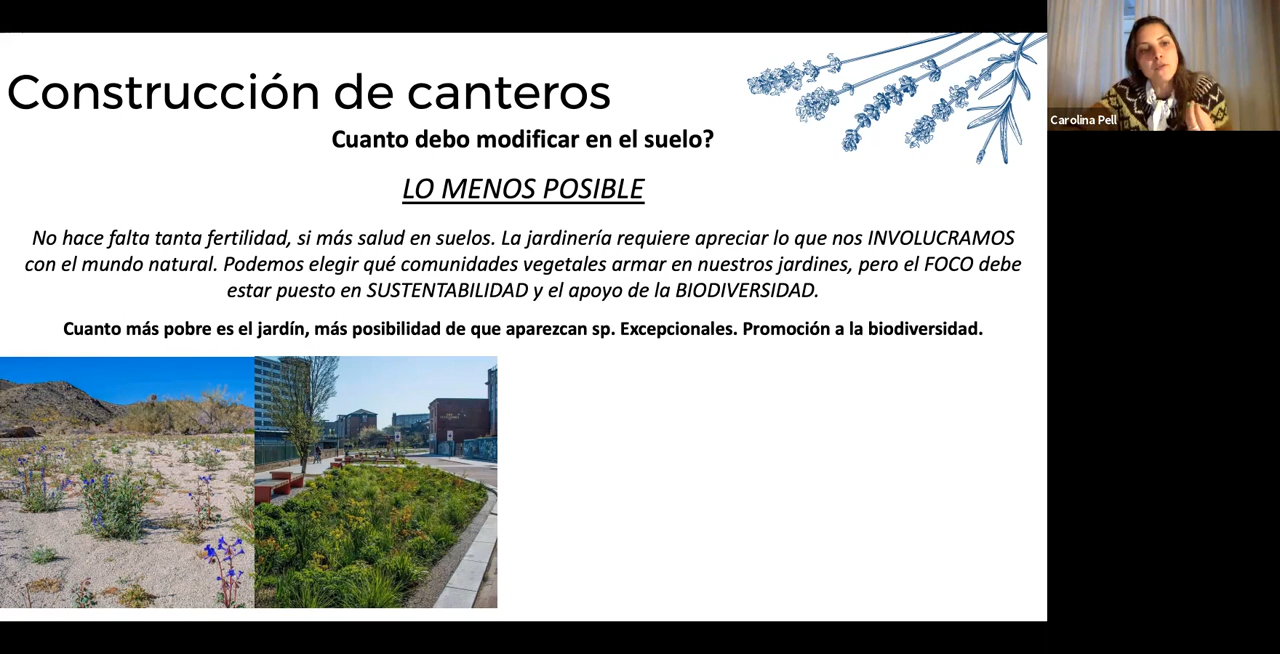 Construcción de canteros
Cuanto debo modificar en el suelo?
LO MENOS POSIBLE
No hace falta tanta fertilidad, si más salud en suelos. La jardinería requiere apreciar lo que nos INVOLUCRAMOS
con el mundo natural. Podemos elegir qué comunidades vegetales armar en nuestros jardines, pero el FOCO debe
estar puesto en SUSTENTABILIDAD y el apoyo de la BIODIVERSIDAD.
Cuanto más pobre es el jardín, más posibilidad de que aparezcan sp. Excepcionales. Promoción a la biodiversidad.
Carolina Pell